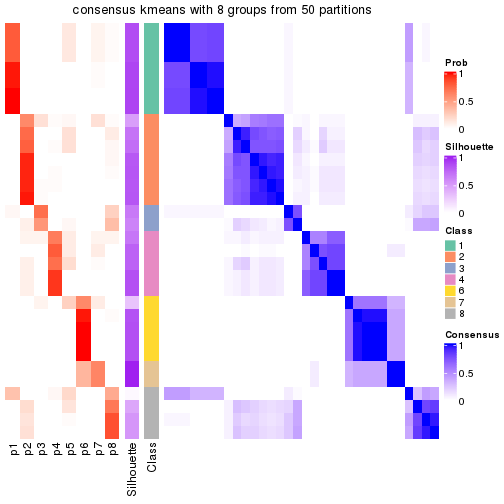 consensus kmeans with 8 groups from 50 partitions
Prob
1
0.5
0
Silhouette
1
0.5
0
Class
1
2
3
4
6
7
8
Consensus
1
0.5
0
p1
p2
p3
p4
p5
p6
p7
p8
Silhouette
Class